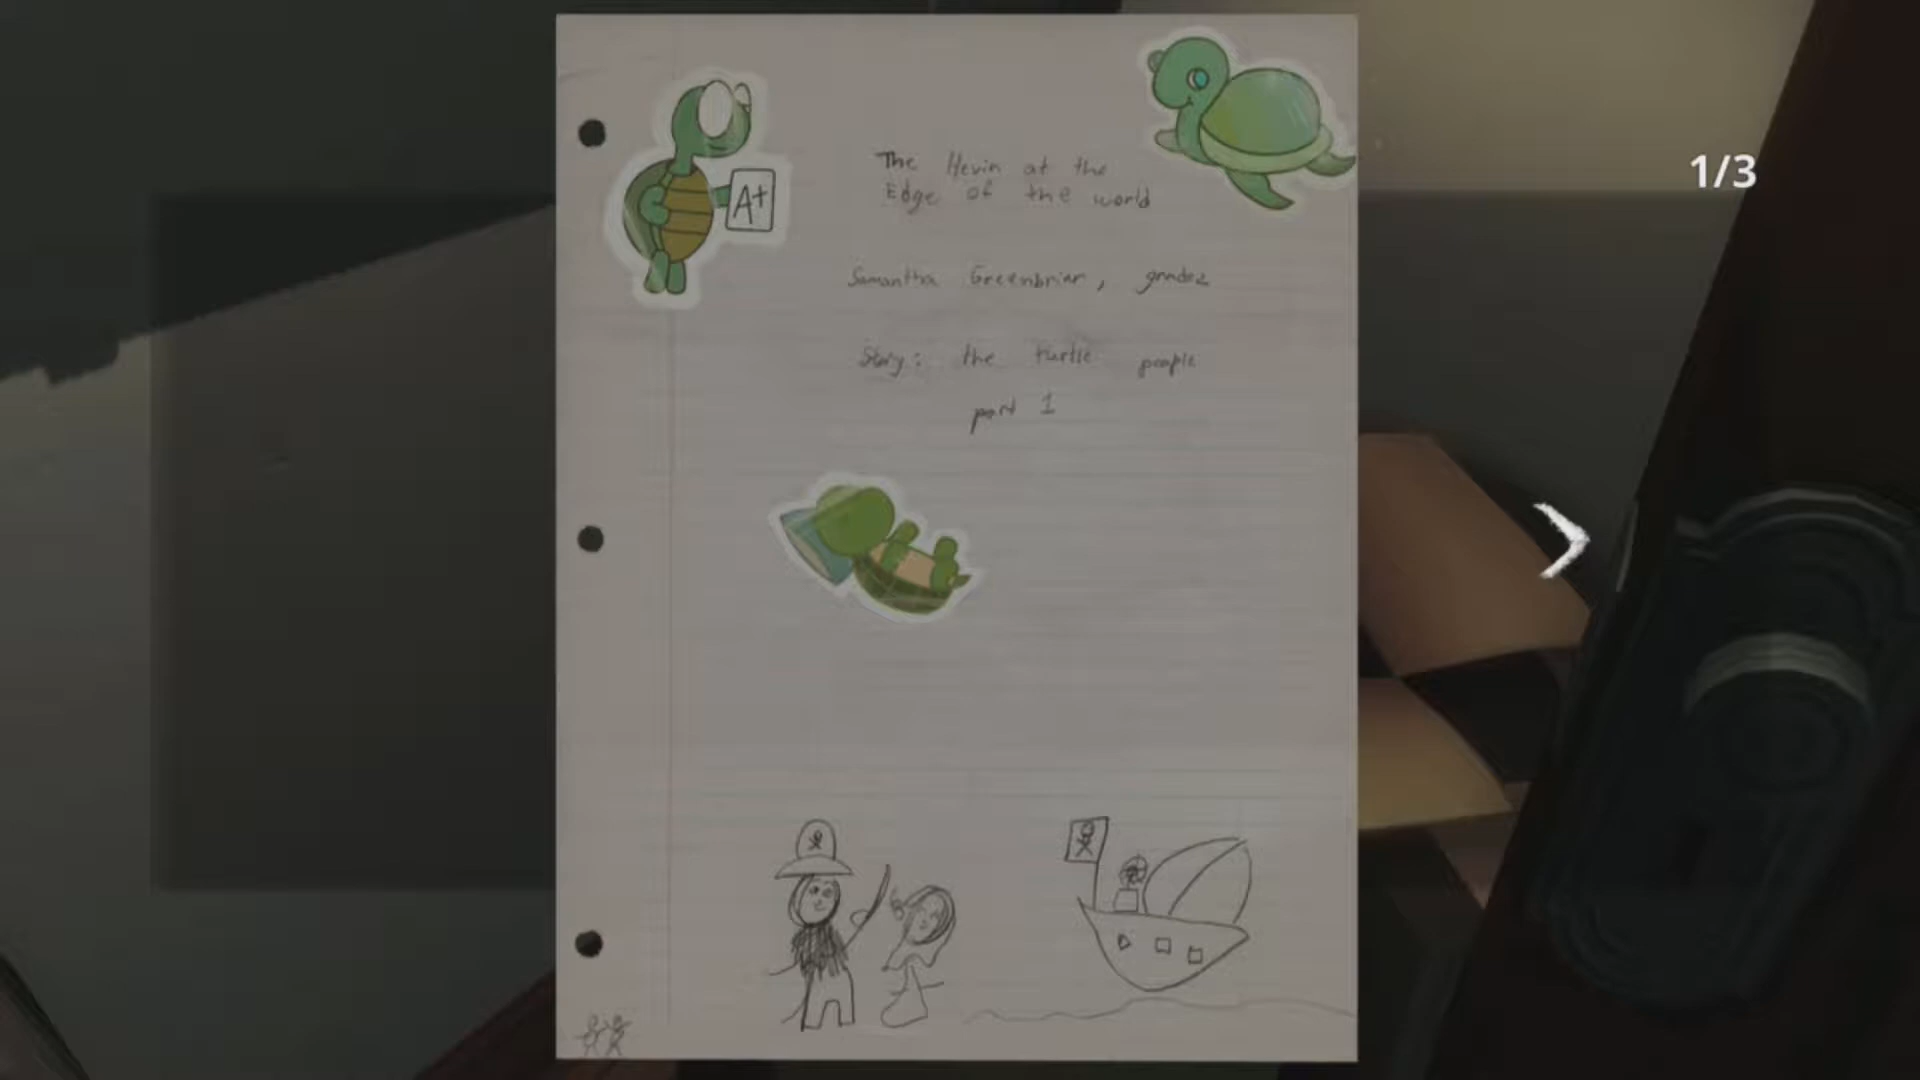 A+
The Hevin at the
Edge of the world
Samantha Greenbriar, grade 2
Story: the turtle people
part 1
1/3